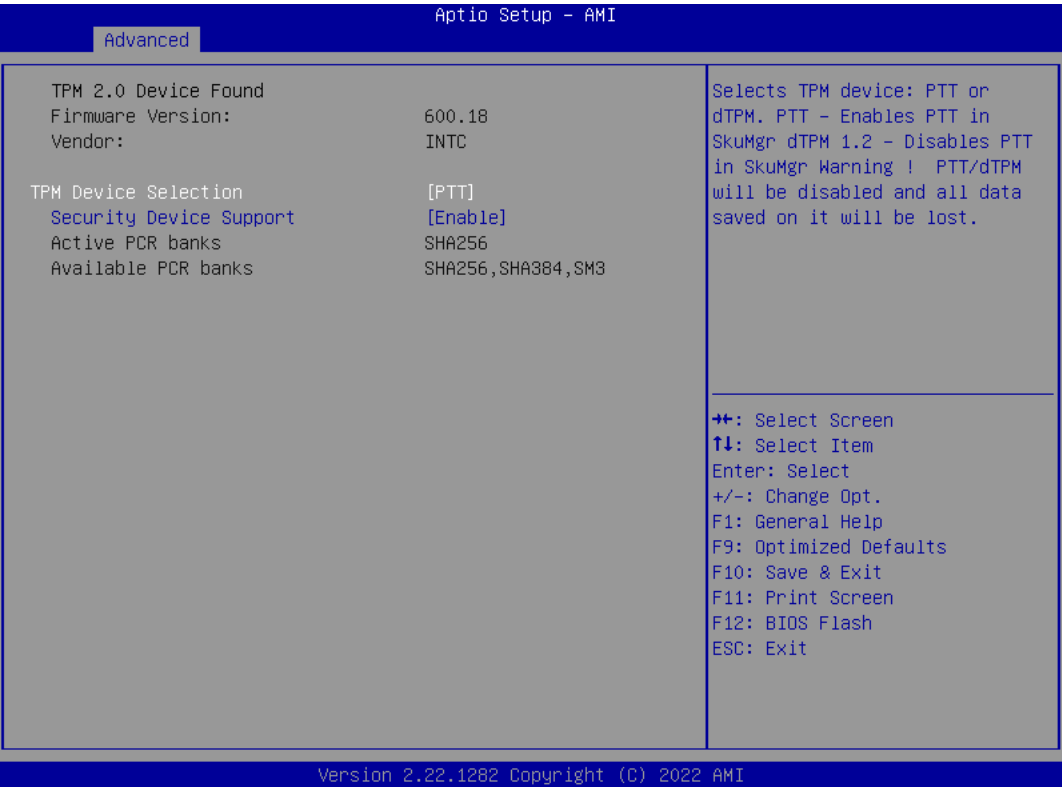 Aptio Setup – AMI
Advanced
TPM 2.0 Device Found
Firmware Version: 600.18
Vendor: INTC
TPM Device Selection [PTT]
Security Device Support [Enable]
Active PCR banks SHA256
Available PCR banks SHA256,SHA384,SM3
Selects TPM device: PTT or
dTPM. PTT – Enables PTT in
SkuMgr dTPM 1.2 – Disables PTT
in SkuMgr Warning ! PTT/dTPM
will be disabled and all data
saved on it will be lost.
→←: Select Screen
↑↓: Select Item
Enter: Select
+/–: Change Opt.
F1: General Help
F9: Optimized Defaults
F10: Save & Exit
F11: Print Screen
F12: BIOS Flash
ESC: Exit
Version 2.22.1282 Copyright (C) 2022 AMI